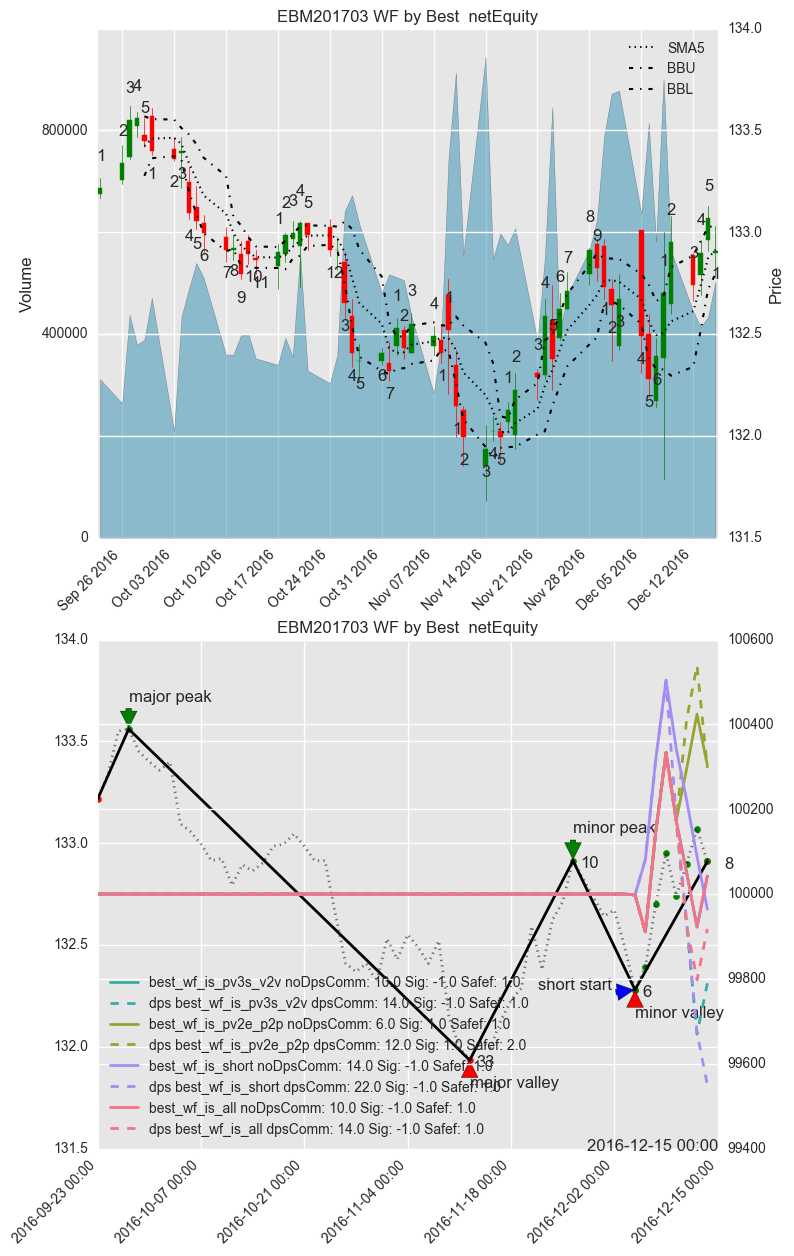 EBM201703 WF by Best netEquity
134.0
SMA5
BBU
BBL
800000
133.5
133.0
Volume
Price
400000
132.5
132.0
0
131.5
Sep 26 2016
Oct 03 2016
Oct 10 2016
Oct 17 2016
Oct 24 2016
Oct 31 2016
Nov 07 2016
Nov 14 2016
Nov 21 2016
Nov 28 2016
Dec 05 2016
Dec 12 2016
EBM201703 WF by Best netEquity
134.0
100600
major peak
133.5
100400
133.0
100200
minor peak
10
8
100000
132.5
best_wf_is_pv3s_v2v noDpsComm: 16.0 Sig: -1.0 Safef: 1.0
short start
6
99800
dps best_wf_is_pv3s_v2v dpsComm: 14.0 Sig: -1.0 Safef: 1.0
best_wf_is_pv2e_p2p noDpsComm: 6.0 Sig: 1.0 Safef: 1.0
minor valley
132.0
dps best_wf_is_pv2e_p2p dpsComm: 12.0 Sig: 1.0 Safef: 2.0
best_wf_is_short noDpsComm: 14.0 Sig: -1.0 Safef: 1.0
33
99600
major valley
dps best_wf_is_short dpsComm: 22.0 Sig: -1.0 Safef: 1.0
best_wf_is_all noDpsComm: 10.0 Sig: -1.0 Safef: 1.0
dps best_wf_is_all dpsComm: 14.0 Sig: -1.0 Safef: 1.0
131.5
2016-12-15 00:00
99400
2016-09-23 00:00
2016-10-07 00:00
2016-10-21 00:00
2016-11-04 00:00
2016-11-18 00:00
2016-12-02 00:00
2016-12-15 00:00